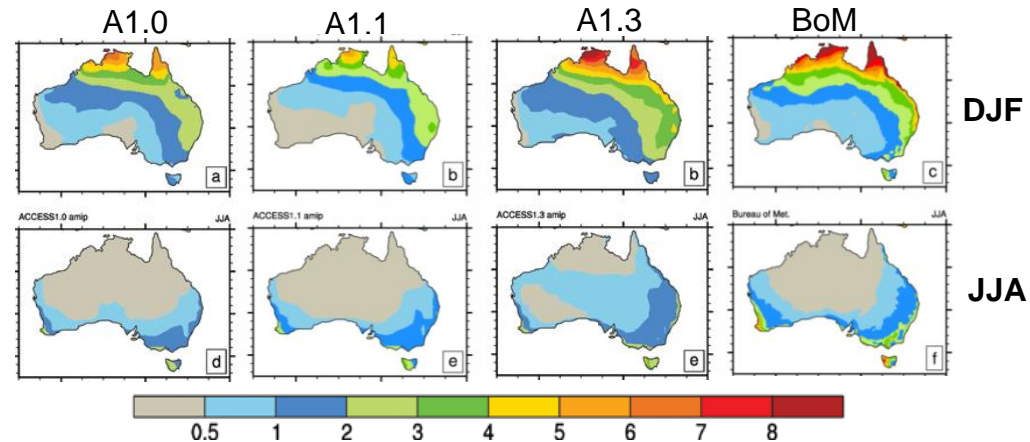 A1.0 A1.1 A1.3 BoM
DJF
a b b c
ACCESS1.0 amip JJA ACCESS1.1 amip JJA ACCESS1.3 amip JJA Bureau of Met. JJA
JJA
d e e f
0.5 1 2 3 4 5 6 7 8